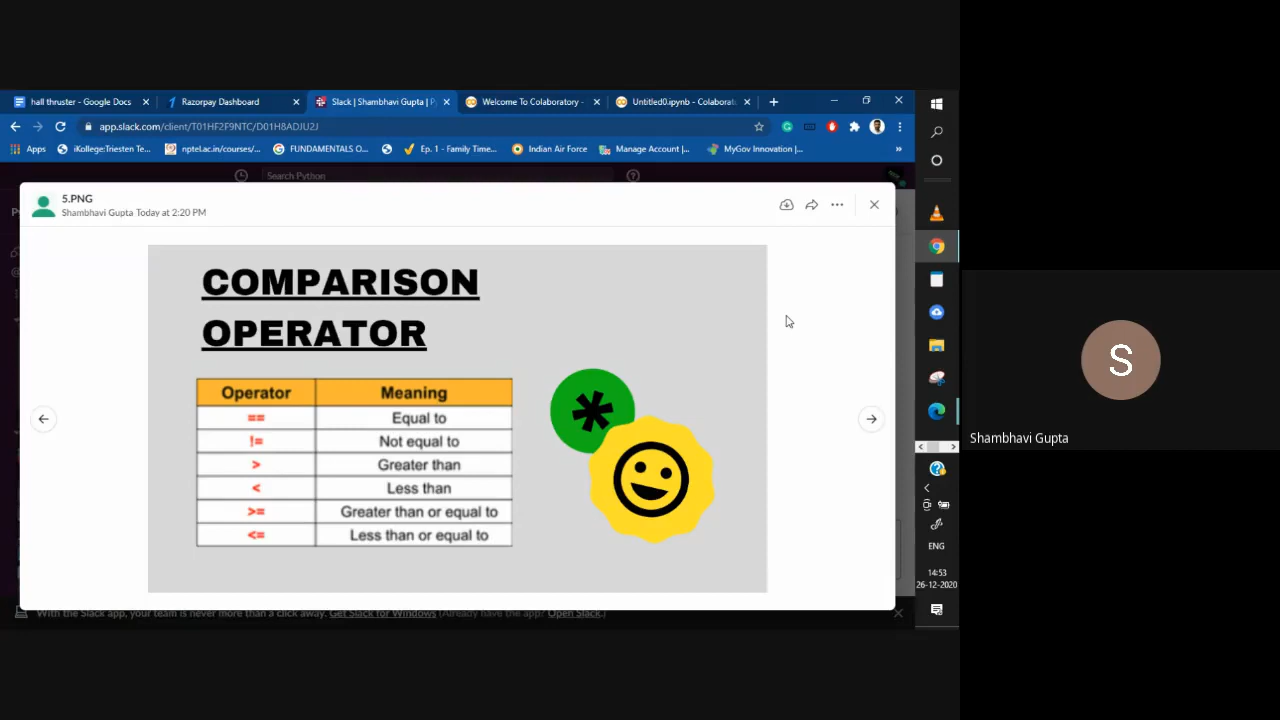 hall thruster - Google Docs
Razorpay Dashboard
Slack | Shambhavi Gupta | Py
Welcome To Colaboratory -
Untitled0.ipynb - Colaborat
app.slack.com/client/T01HF2F9NTC/D01H8ADJU2J
Apps
iKollege:Triesten Te...
nptel.ac.in/courses/...
FUNDAMENTALS O...
Ep. 1 - Family Time...
Indian Air Force
Manage Account |...
MyGov Innovation |...
Search Python
5.PNG
Shambhavi Gupta Today at 2:20 PM
COMPARISON
OPERATOR
Operator Meaning
== Equal to
!= Not equal to
> Greater than
< Less than
>= Greater than or equal to
<= Less than or equal to
With the Slack app, your team is never more than a click away. Get Slack for Windows (Already have the app? Open Slack.)
ENG
14:53
26-12-2020
S
Shambhavi Gupta